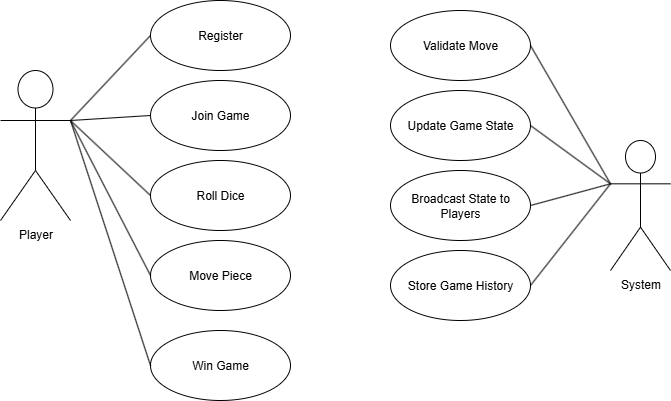 Register
Join Game
Roll Dice
Move Piece
Win Game
Player
Validate Move
Update Game State
Broadcast State to
Players
Store Game History
System